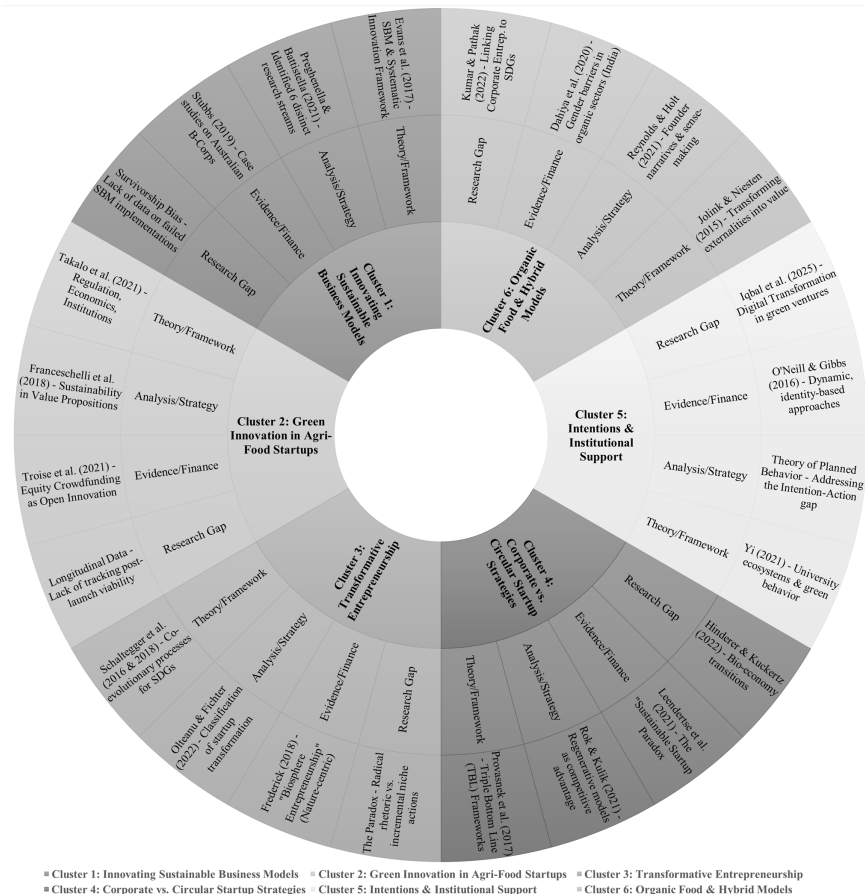 Evans et al. (2017) -
SBM & Systematic
Innovation Framework
Theory/Framework
Preghenella &
Battistella (2021) -
Identified 6 distinct
research streams
Analysis/Strategy
Stubbs (2019) - Case
studies on Australian
B-Corps
Evidence/Finance
Survivorship Bias -
Lack of data on failed
SBM implementations
Research Gap
Cluster 1:
Innovating
Sustainable
Business Models
Takalo et al. (2021) -
Regulation,
Economics,
Institutions
Theory/Framework
Franceschelli et al.
(2018) - Sustainability
in Value Propositions
Analysis/Strategy
Troise et al. (2021) -
Equity Crowdfunding
as Open Innovation
Evidence/Finance
Longitudinal Data -
Lack of tracking post-
launch viability
Research Gap
Cluster 2: Green
Innovation in Agri-
Food Startups
Schaltegger et al.
(2016 & 2018) - Co-
evolutionary processes
for SDGs
Theory/Framework
Olteanu & Fichter
(2022) - Classification
of startup
transformation
Analysis/Strategy
Frederick (2018) -
"Biosphere
Entrepreneurship"
(Nature-centric)
Evidence/Finance
The Paradox - Radical
rhetoric vs.
incremental niche
actions
Research Gap
Cluster 3:
Transformative
Entrepreneurship
Provasnek et al. (2017)
- Triple Bottom Line
(TBL) Frameworks
Theory/Framework
Rok & Kulik (2021) -
Regenerative models
as competitive
advantage
Analysis/Strategy
Leendertse et al.
(2021) - The
"Sustainable Startup
Paradox
Evidence/Finance
Hinderer & Kuckertz
(2022) - Bio-economy
transitions
Research Gap
Cluster 4:
Corporate vs.
Circular Startup
Strategies
Yi (2021) - University
ecosystems & green
behavior
Theory/Framework
Theory of Planned
Behavior - Addressing
the Intention-Action
gap
Analysis/Strategy
O'Neill & Gibbs
(2016) - Dynamic,
identity-based
approaches
Evidence/Finance
Iqbal et al. (2025) -
Digital Transformation
in green ventures
Research Gap
Cluster 5:
Intentions &
Institutional
Support
Jolink & Niesten
(2015) - Transforming
externalities into value
Theory/Framework
Reynolds & Holt
(2021) - Founder
narratives & sense-
making
Analysis/Strategy
Dahiya et al. (2020) -
Gender barriers in
organic sectors (India)
Evidence/Finance
Kumar & Pathak
(2022) - Linking
Corporate Entrep. to
SDGs
Research Gap
Cluster 6: Organic
Food & Hybrid
Models
Cluster 1: Innovating Sustainable Business Models Cluster 2: Green Innovation in Agri-Food Startups Cluster 3: Transformative Entrepreneurship
Cluster 4: Corporate vs. Circular Startup Strategies Cluster 5: Intentions & Institutional Support Cluster 6: Organic Food & Hybrid Models